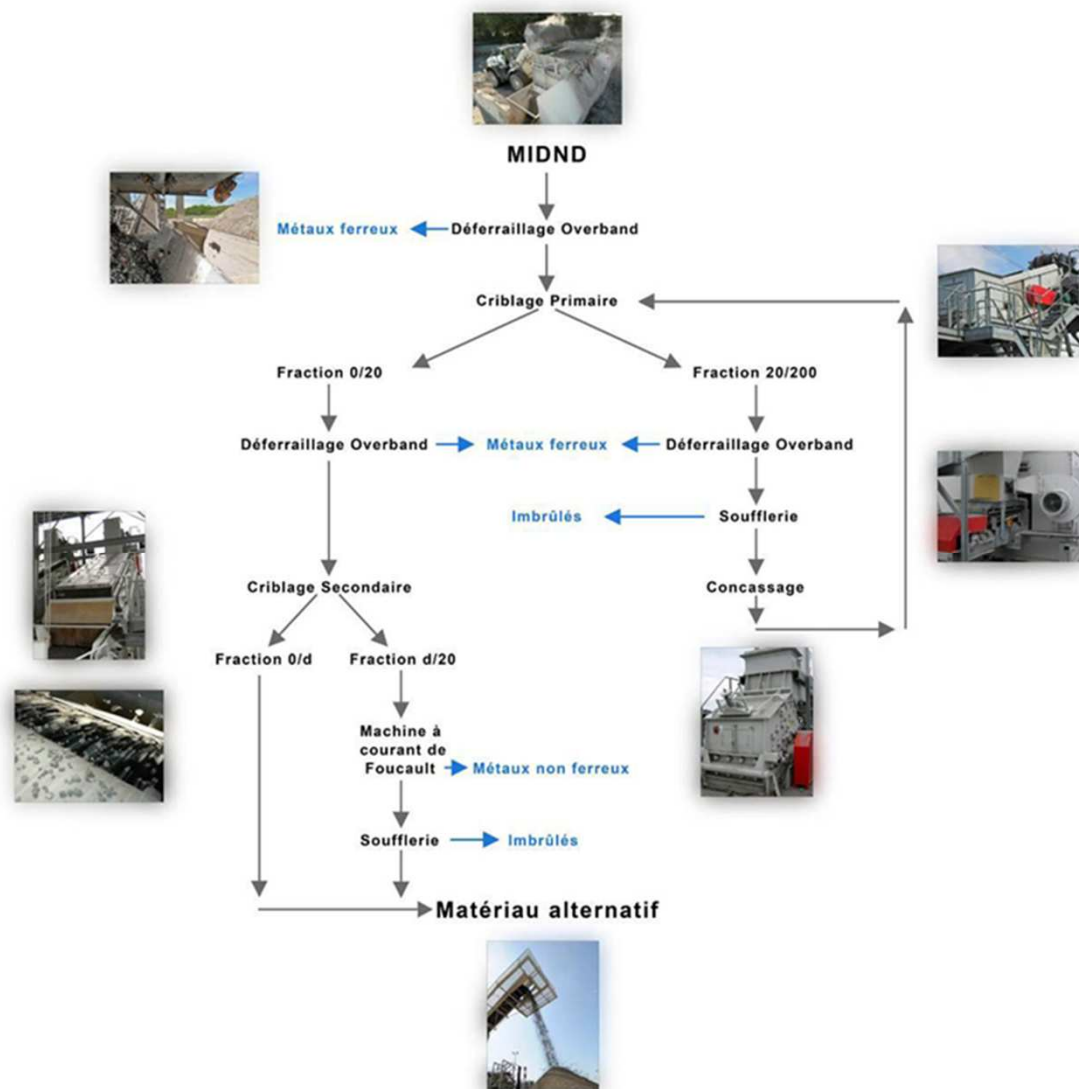 MIDND
Métaux ferreux
Déferraillage Overband
Criblage Primaire
Fraction 0/20
Fraction 20/200
Déferraillage Overband
Métaux ferreux
Déferraillage Overband
Imbrûlés
Soufflerie
Criblage Secondaire
Concassage
Fraction 0/d
Fraction d/20
Machine à
courant de
Foucault
Métaux non ferreux
Soufflerie
Imbrûlés
Matériau alternatif